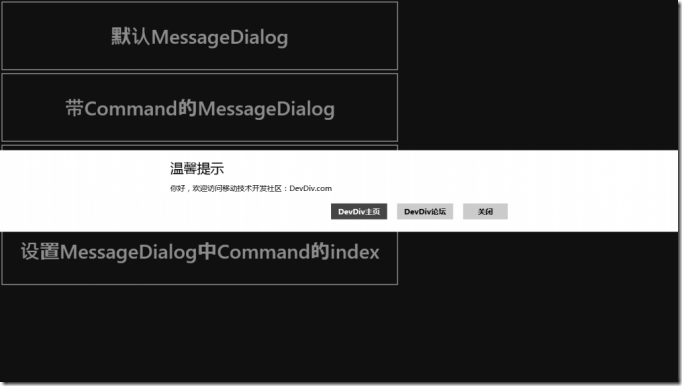 默认MessageDialog
带Command的MessageDialog
温馨提示
你好，欢迎访问移动技术开发社区：DevDiv.com
DevDiv主页 DevDiv论坛 关闭
设置MessageDialog中Command的index